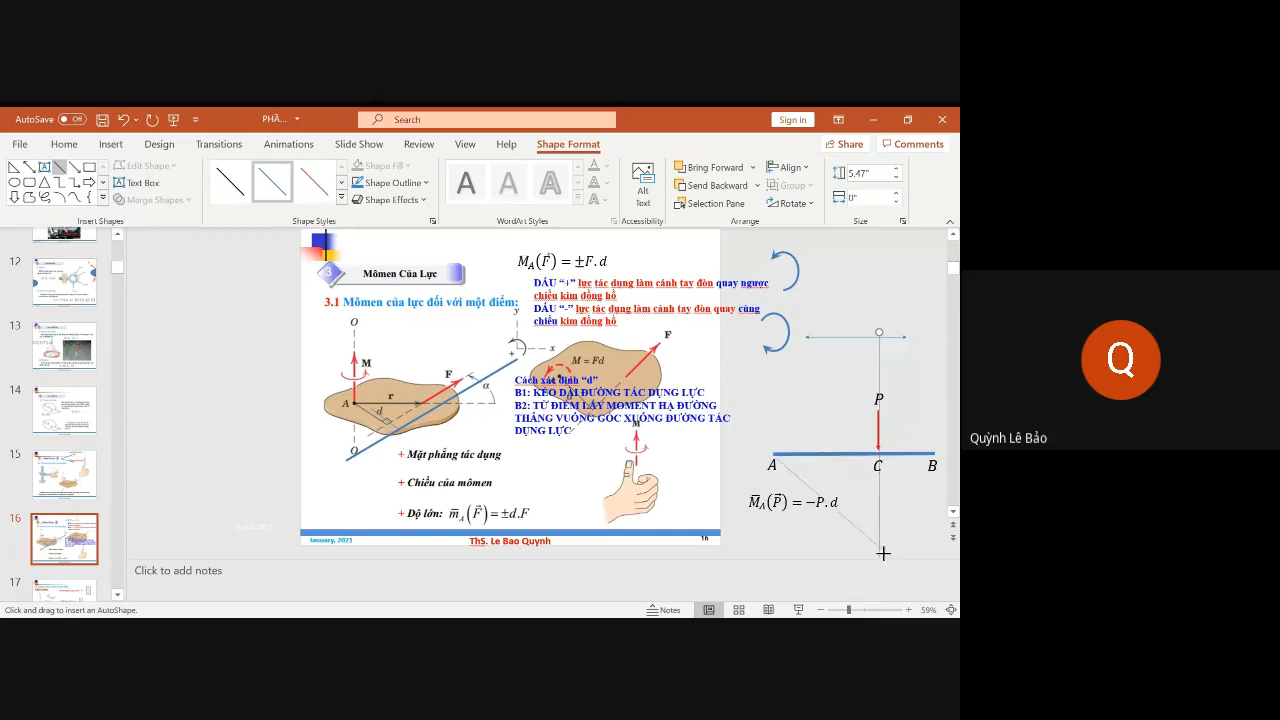 AutoSave Off PHẦ... Search Sign in
File Home Insert Design Transitions Animations Slide Show Review View Help Shape Format Share Comments
Edit Shape Text Box Merge Shapes
Shape Fill Shape Outline Shape Effects
Alt Text
Bring Forward Send Backward Selection Pane
Align Group Rotate
5.47"
0"
Insert Shapes Shape Styles WordArt Styles Accessibility Arrange Size
12
13
14
15
16
17
3
Mômen Của Lực
M_A(F⃗) = ±F.d
DẤU “+” lực tác dụng làm cánh tay đòn quay ngược
chiều kim đồng hồ
DẤU “-” lực tác dụng làm cánh tay đòn quay cùng
chiều kim đồng hồ
3.1 Mômen của lực đối với một điểm:
O
M
F
r
A
d
α
O
y
x
+
F
M = Fd
Cách xác định “d”
B1: KÉO DÀI ĐƯỜNG TÁC DỤNG LỰC
B2: TỪ ĐIỂM LẤY MOMENT HẠ ĐƯỜNG
THẲNG VUÔNG GÓC XUỐNG ĐƯỜNG TÁC
DỤNG LỰC
M
+ Mặt phẳng tác dụng
+ Chiều của mômen
+ Độ lớn: m̄_A(F⃗) = ±d.F
January, 2021
ThS. Le Bao Quynh
16
P
A C B
M̄_A(P⃗) = −P.d
Click to add notes
Click and drag to insert an AutoShape.
Notes
59%
Q
Quỳnh Lê Bảo